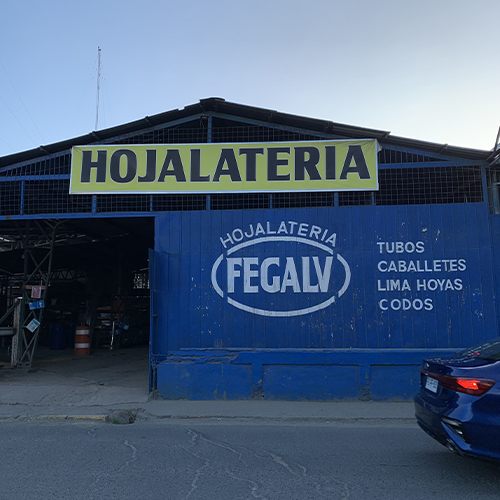 HOJALATERIA
HOJALATERIA
FEGALV
TUBOS
CABALLETES
LIMA HOYAS
CODOS